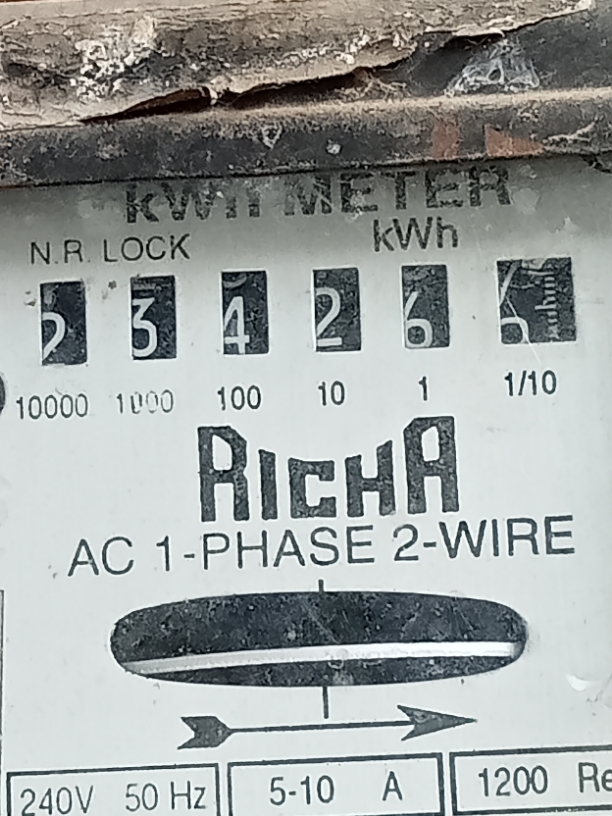 kWh METER
N.R. LOCK kWh
2 3 4 2 6
10000 1000 100 10 1 1/10
RICHA
AC 1-PHASE 2-WIRE
240V 50 Hz 5-10 A 1200 Re